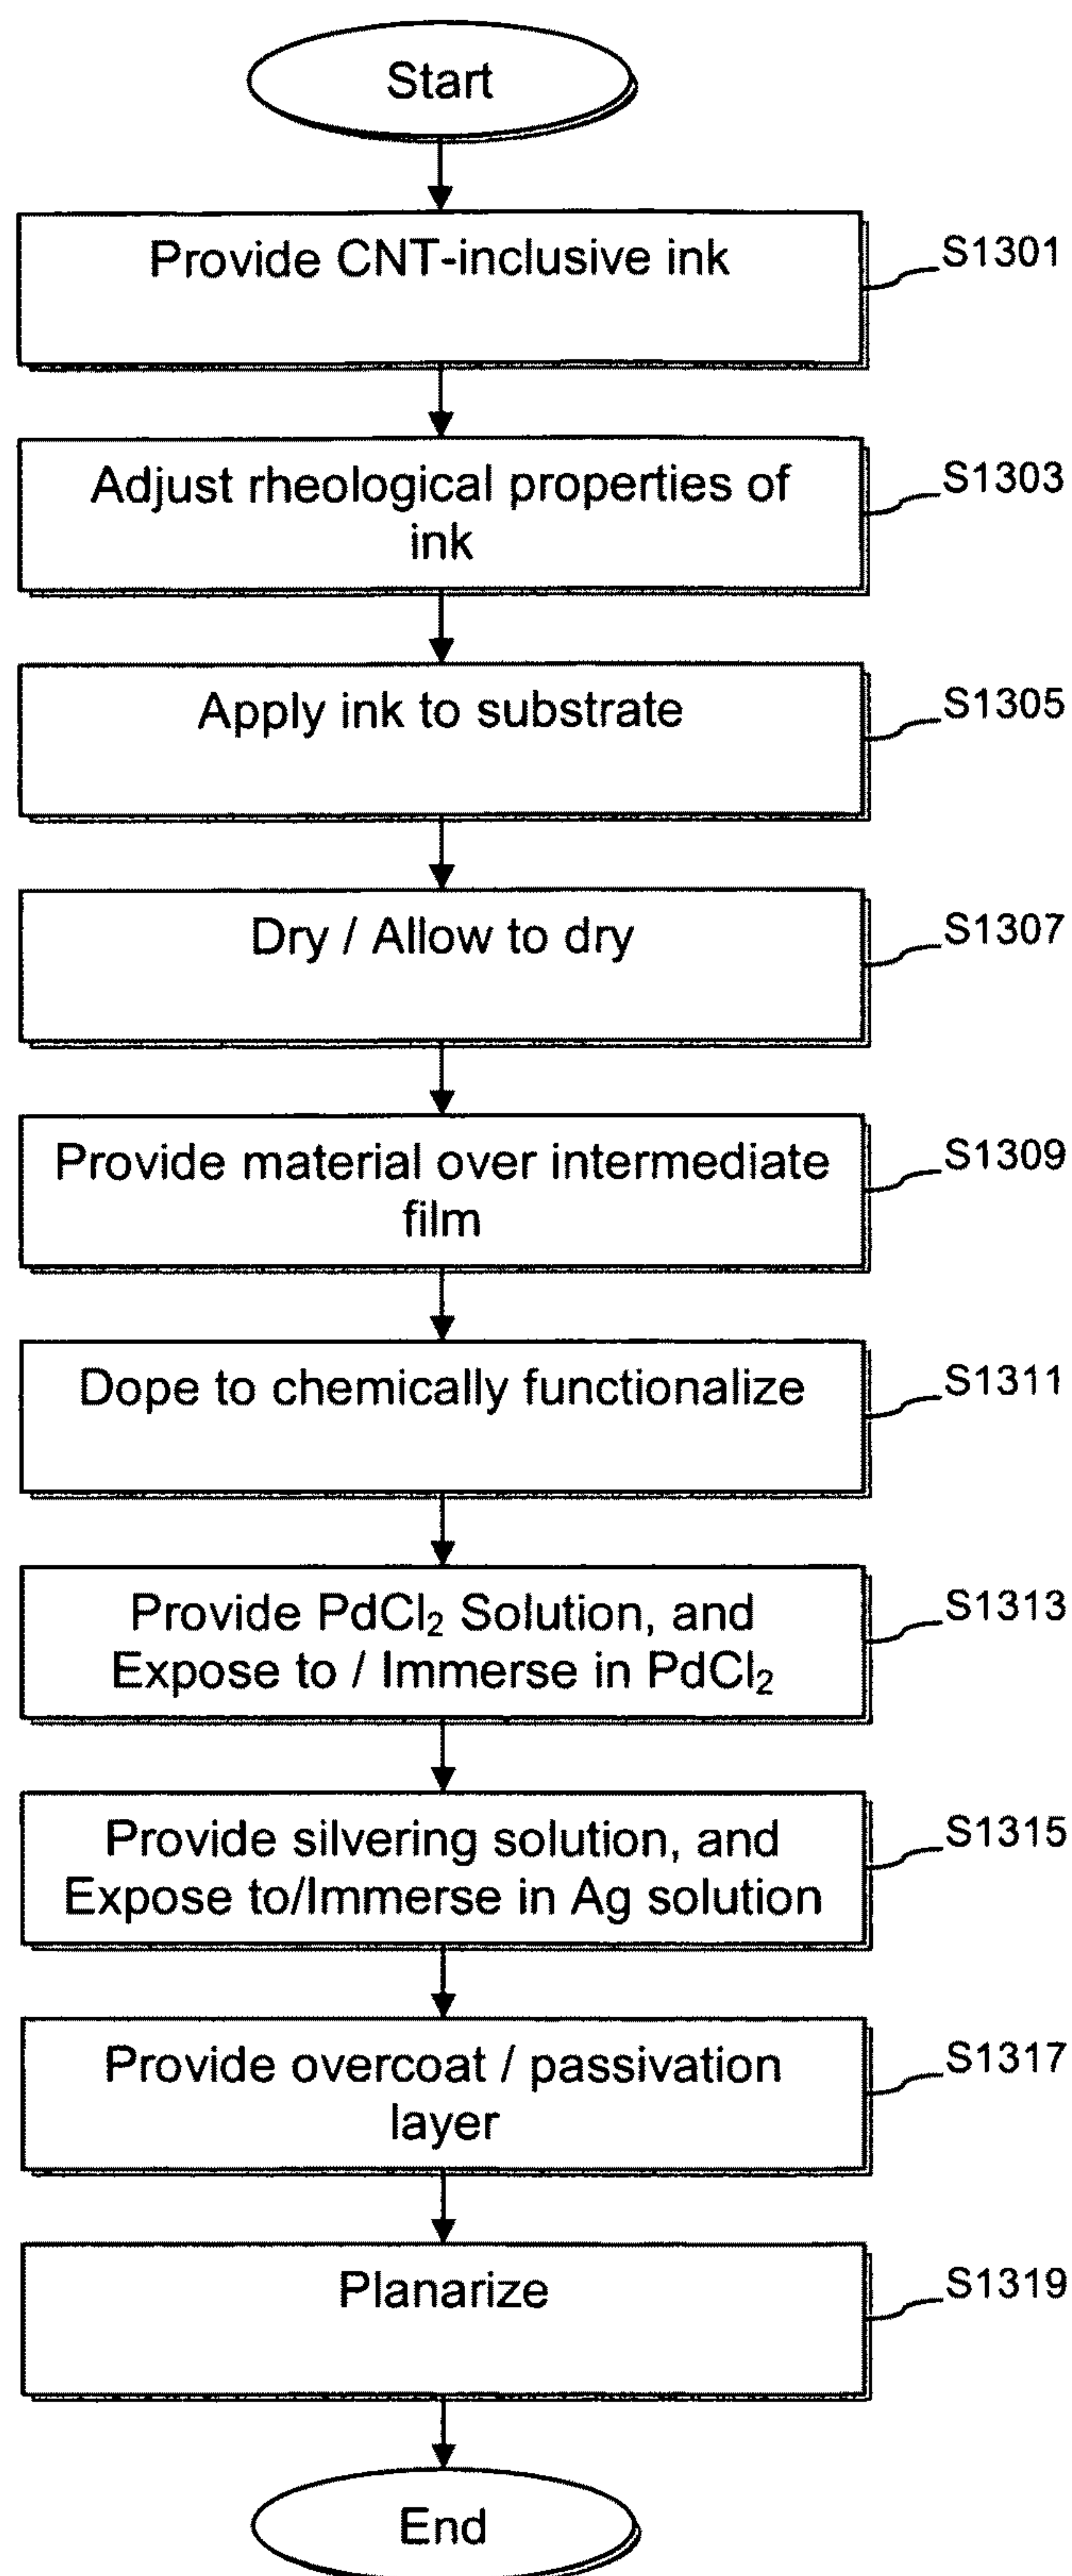 Start
Provide CNT-inclusive ink
S1301
Adjust rheological properties of
ink
S1303
Apply ink to substrate
S1305
Dry / Allow to dry
S1307
Provide material over intermediate
film
S1309
Dope to chemically functionalize
S1311
Provide PdCl₂ Solution, and
Expose to / Immerse in PdCl₂
S1313
Provide silvering solution, and
Expose to/Immerse in Ag solution
S1315
Provide overcoat / passivation
layer
S1317
Planarize
S1319
End